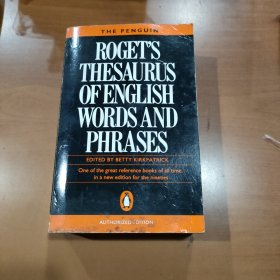 THE PENGUIN
ROGET'S
THESAURUS
OF ENGLISH
WORDS AND
PHRASES
EDITED BY BETTY KIRKPATRICK
One of the great reference books of all time
in a new edition for the nineties
AUTHORIZED EDITION